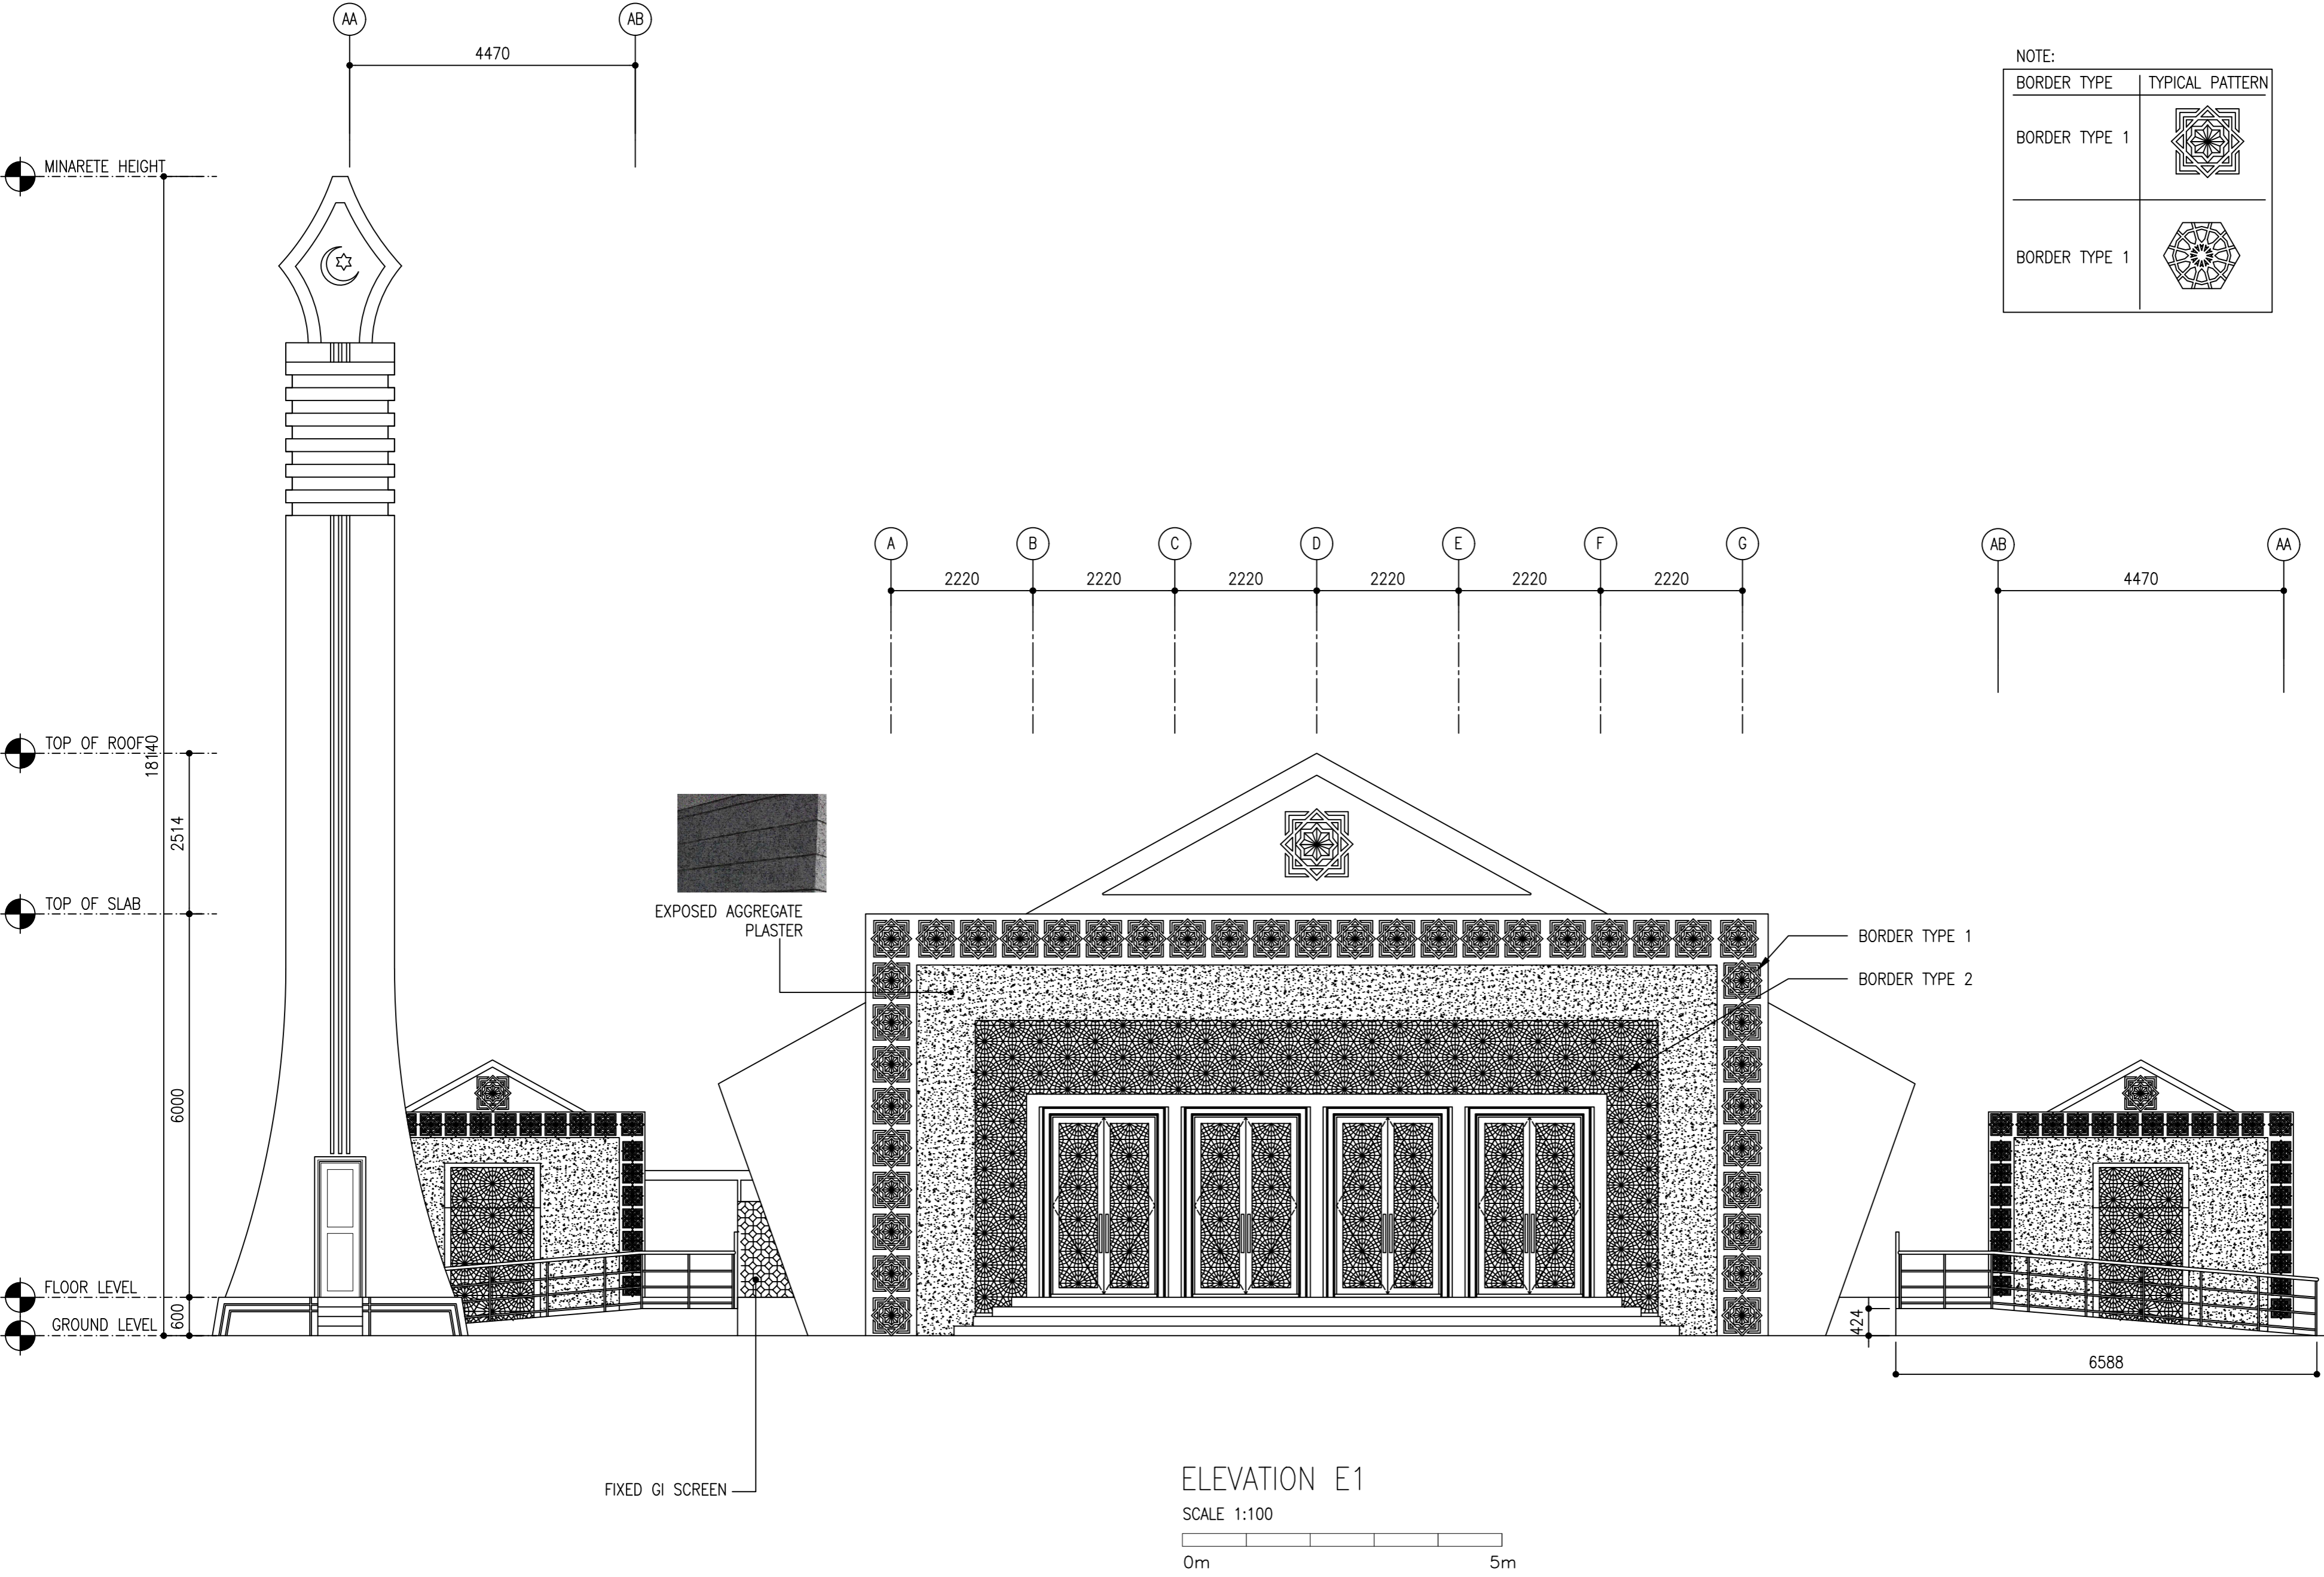 AA
AB
4470
NOTE:
BORDER TYPE TYPICAL PATTERN
BORDER TYPE 1
BORDER TYPE 1
MINARETE HEIGHT
A B C D E F G
2220 2220 2220 2220 2220 2220
AB AA
4470
TOP OF ROOF
18140
2514
TOP OF SLAB
EXPOSED AGGREGATE
PLASTER
BORDER TYPE 1
BORDER TYPE 2
6000
FLOOR LEVEL
600
GROUND LEVEL
424
6588
FIXED GI SCREEN
ELEVATION E1
SCALE 1:100
0m 5m